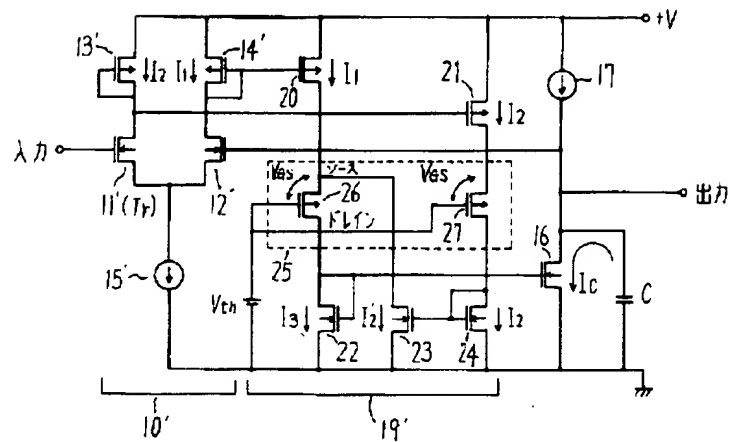 +V
13'
I2
I1
14'
20
I1
21
I2
17
入力
11'(Tr)
12'
VGS
ソース
26
ドレイン
VGS
27
25'
出力
16
IC
C
15'
Vth
I3
22
I2'
23
24
I2
10'
19'